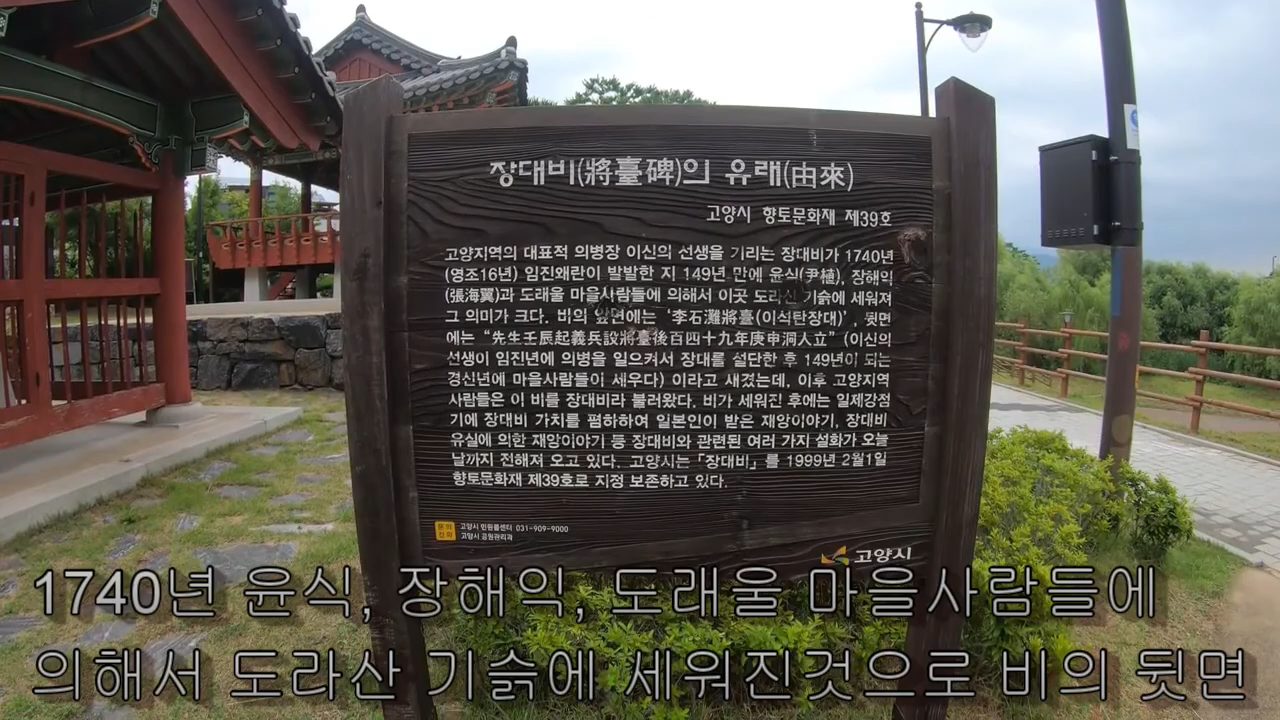 장대비(將臺碑)의 유래(由來)
고양시 향토문화재 제39호
고양지역의 대표적 의병장 이신의 선생을 기리는 장대비가 1740년
(영조16년) 임진왜란이 발발한 지 149년 만에 윤식(尹植), 장해익
(張海翼)과 도래울 마을사람들에 의해서 이곳 도라산 기슭에 세워져
그 의미가 크다. 비의 앞면에는 ‘李石灘將臺(이석탄장대)’, 뒷면
에는 “先生壬辰起義兵設將臺後百四十九年庚申洞人立” (이신의
선생이 임진년에 의병을 일으켜서 장대를 설단한 후 149년이 되는
경신년에 마을사람들이 세우다) 이라고 새겼는데, 이후 고양지역
사람들은 이 비를 장대비라 불러왔다. 비가 세워진 후에는 일제강점
기에 장대비 가치를 폄하하여 일본인이 받은 재앙이야기, 장대비
유실에 의한 재앙이야기 등 장대비와 관련된 여러 가지 설화가 오늘
날까지 전해져 오고 있다. 고양시는 「장대비」를 1999년 2월1일
향토문화재 제39호로 지정 보존하고 있다.
고양시 민원콜센터 031-909-9000
고양시 공원관리과
고양시
1740년 윤식, 장해익, 도래울 마을사람들에
의해서 도라산 기슭에 세워진것으로 비의 뒷면